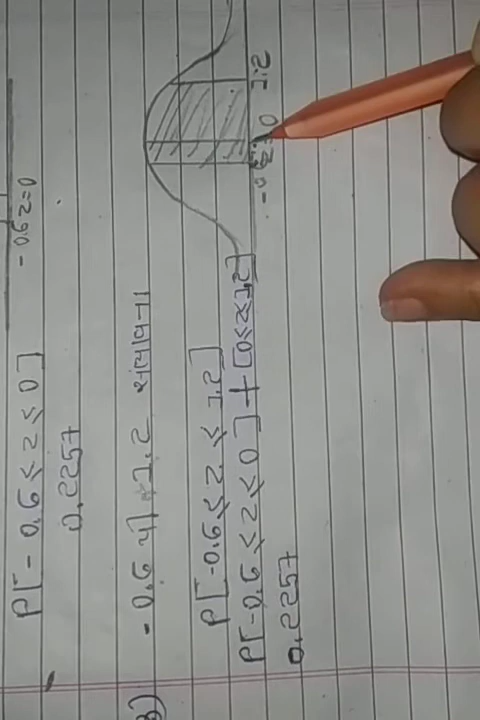 P[-0.6 ≤ Z ≤ 0]
-0.6 Z=0
0.2257
3) -0.6 1.2
P[-0.6 ≤ Z ≤ 1.2]
P[-0.6 ≤ Z ≤ 0] + [0 ≤ Z ≤ 1.2]
-0.6 Z=0 1.2
0.2257